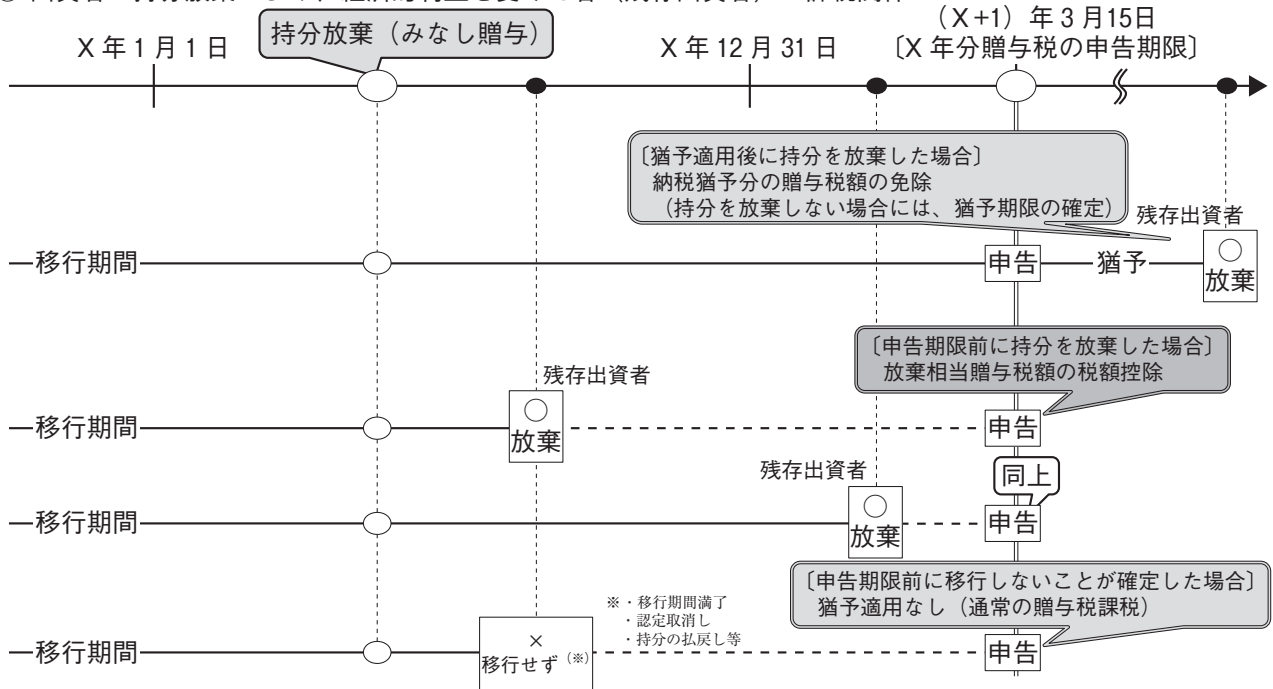 持分放棄（みなし贈与）
（X+1）年３月15日
X 年 1 月 1 日
X 年 12 月 31 日
〔X 年分贈与税の申告期限〕
〔猶予適用後に持分を放棄した場合〕
納税猶予分の贈与税額の免除
（持分を放棄しない場合には、猶予期限の確定）
残存出資者
移行期間
申告
猶予
○
放棄
〔申告期限前に持分を放棄した場合〕
放棄相当贈与税額の税額控除
残存出資者
移行期間
○
放棄
申告
残存出資者
同上
移行期間
○
放棄
申告
〔申告期限前に移行しないことが確定した場合〕
猶予適用なし（通常の贈与税課税）
※・移行期間満了
・認定取消し
・持分の払戻し等
移行期間
×
移行せず（※）
申告